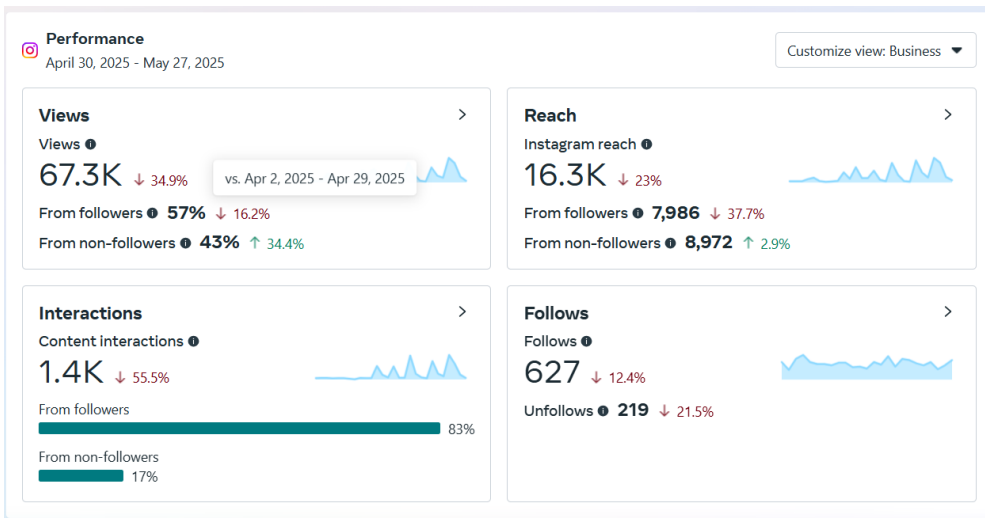 Performance
April 30, 2025 - May 27, 2025
Customize view: Business
Views
Views
67.3K ↓ 34.9%
vs. Apr 2, 2025 - Apr 29, 2025
From followers 57% ↓ 16.2%
From non-followers 43% ↑ 34.4%
Reach
Instagram reach
16.3K ↓ 23%
From followers 7,986 ↓ 37.7%
From non-followers 8,972 ↑ 2.9%
Interactions
Content interactions
1.4K ↓ 55.5%
From followers
83%
From non-followers
17%
Follows
Follows
627 ↓ 12.4%
Unfollows 219 ↓ 21.5%